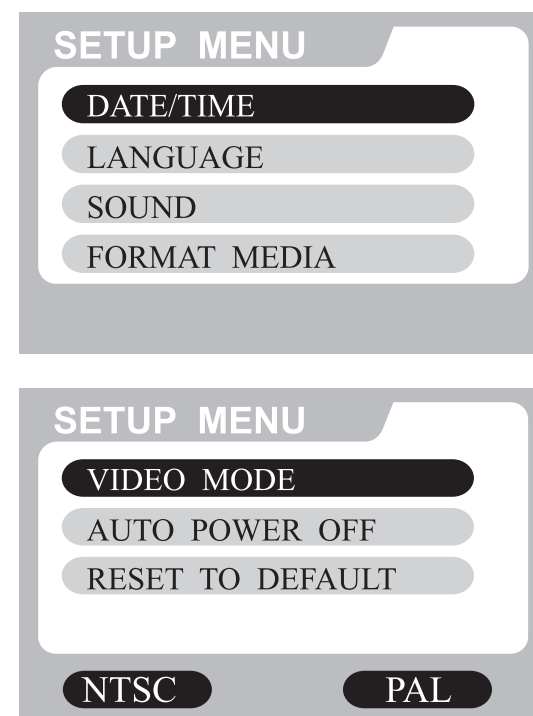 SETUP MENU
DATE/TIME
LANGUAGE
SOUND
FORMAT MEDIA
SETUP MENU
VIDEO MODE
AUTO POWER OFF
RESET TO DEFAULT
NTSC PAL